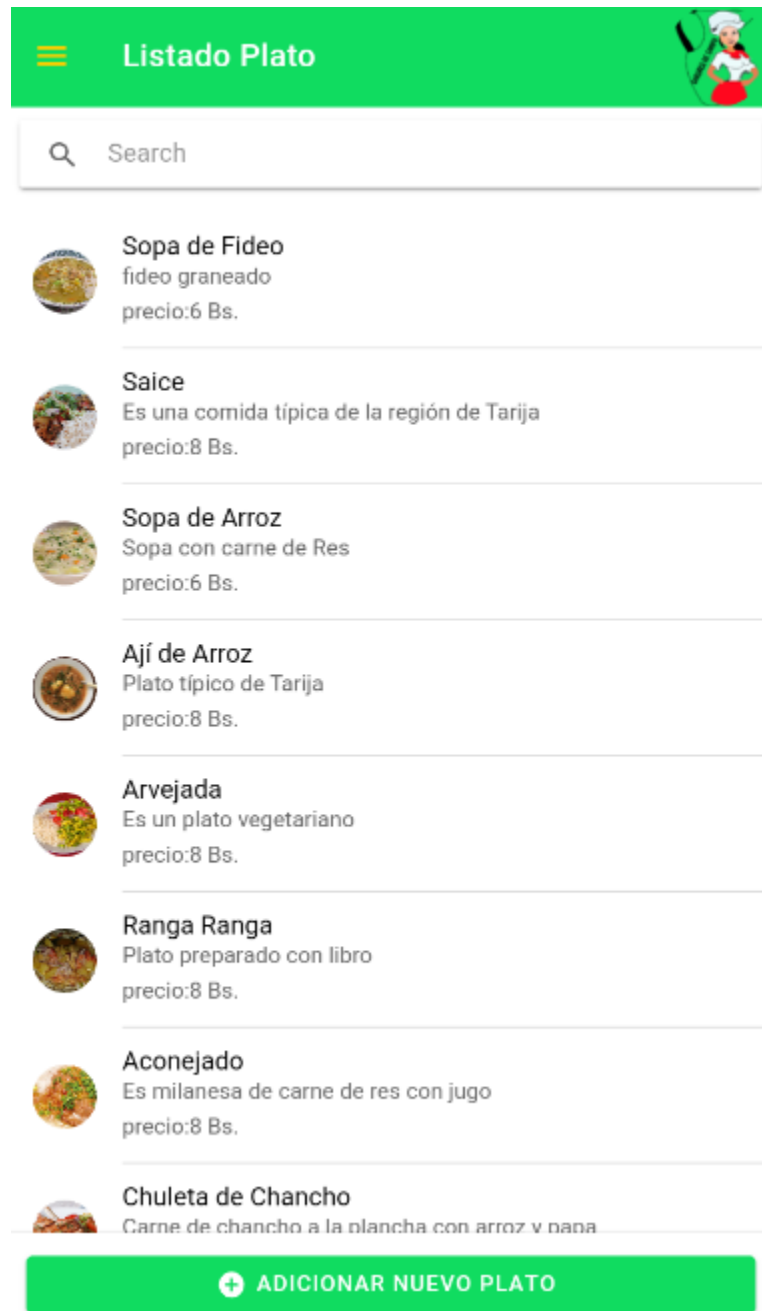 Listado Plato
Search
Sopa de Fideo
fideo graneado
precio:6 Bs.
Saice
Es una comida típica de la región de Tarija
precio:8 Bs.
Sopa de Arroz
Sopa con carne de Res
precio:6 Bs.
Ají de Arroz
Plato típico de Tarija
precio:8 Bs.
Arvejada
Es un plato vegetariano
precio:8 Bs.
Ranga Ranga
Plato preparado con libro
precio:8 Bs.
Aconejado
Es milanesa de carne de res con jugo
precio:8 Bs.
Chuleta de Chancho
Carne de chancho a la plancha con arroz y papa
ADICIONAR NUEVO PLATO